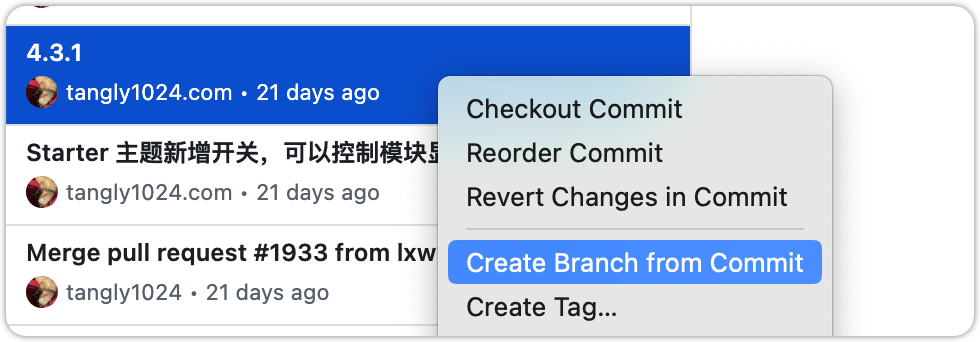 4.3.1
tangly1024.com • 21 days ago
Checkout Commit
Starter 主题新增开关，可以控制模块
Reorder Commit
tangly1024.com • 21 days ago
Revert Changes in Commit
Merge pull request #1933 from lxw
Create Branch from Commit
tangly1024 • 21 days ago
Create Tag...